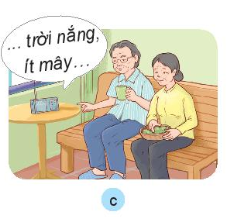 ... trời nắng,
ít mây...
c